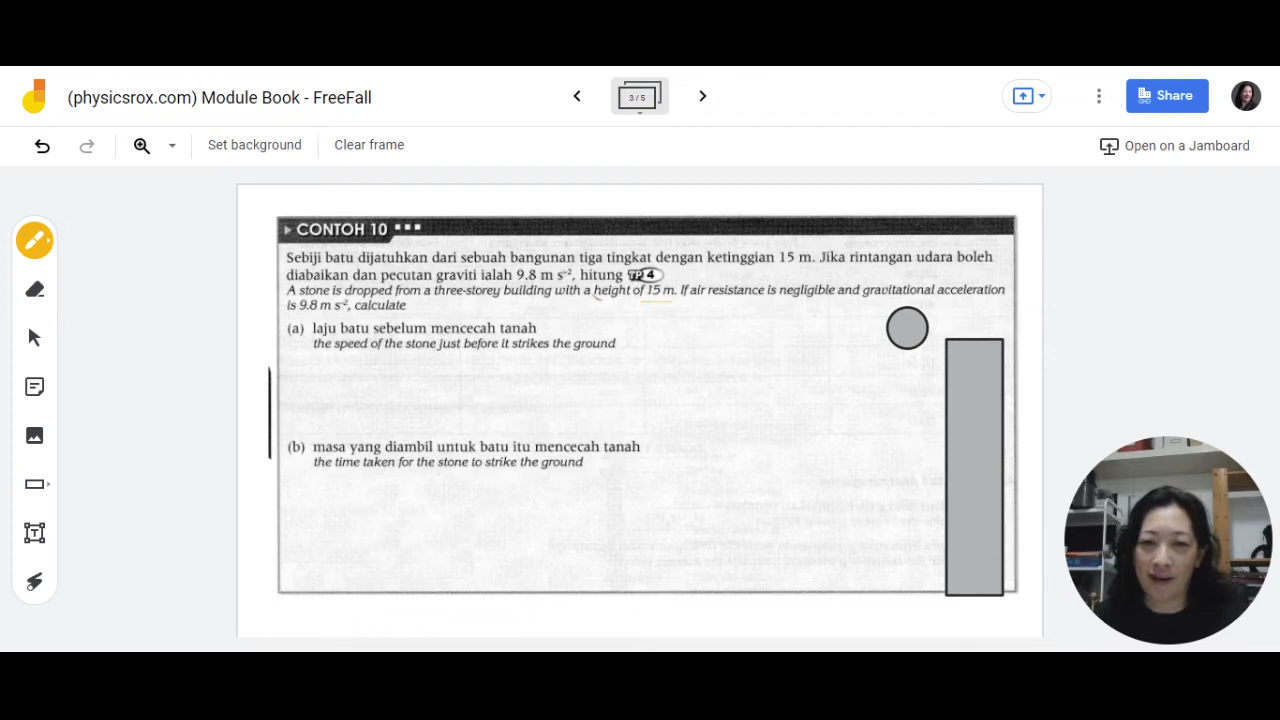 (physicsrox.com) Module Book - FreeFall
3 / 5
Share
Set background
Clear frame
Open on a Jamboard
CONTOH 10
Sebiji batu dijatuhkan dari sebuah bangunan tiga tingkat dengan ketinggian 15 m. Jika rintangan udara boleh
diabaikan dan pecutan graviti ialah 9.8 m s⁻², hitung TP 4
A stone is dropped from a three-storey building with a height of 15 m. If air resistance is negligible and gravitational acceleration
is 9.8 m s⁻², calculate
(a) laju batu sebelum mencecah tanah
the speed of the stone just before it strikes the ground
(b) masa yang diambil untuk batu itu mencecah tanah
the time taken for the stone to strike the ground